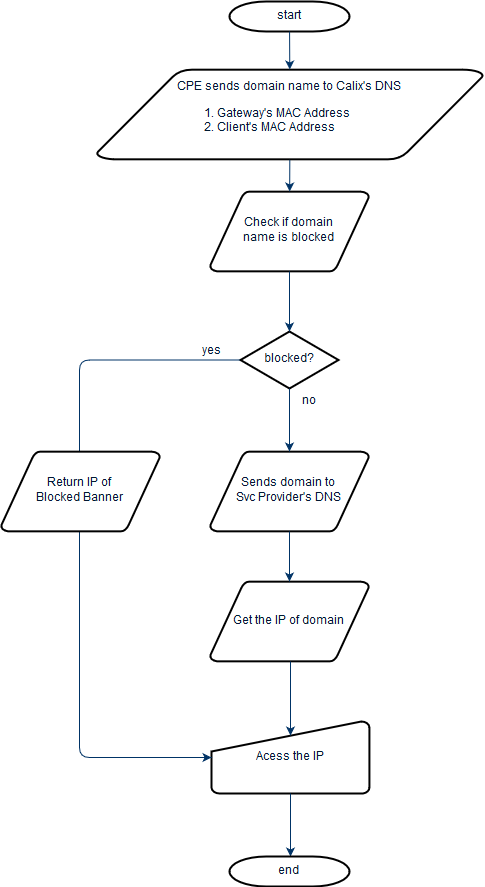 start
CPE sends domain name to Calix's DNS
1. Gateway's MAC Address
2. Client's MAC Address
Check if domain
name is blocked
blocked?
yes
no
Return IP of
Blocked Banner
Sends domain to
Svc Provider's DNS
Get the IP of domain
Acess the IP
end